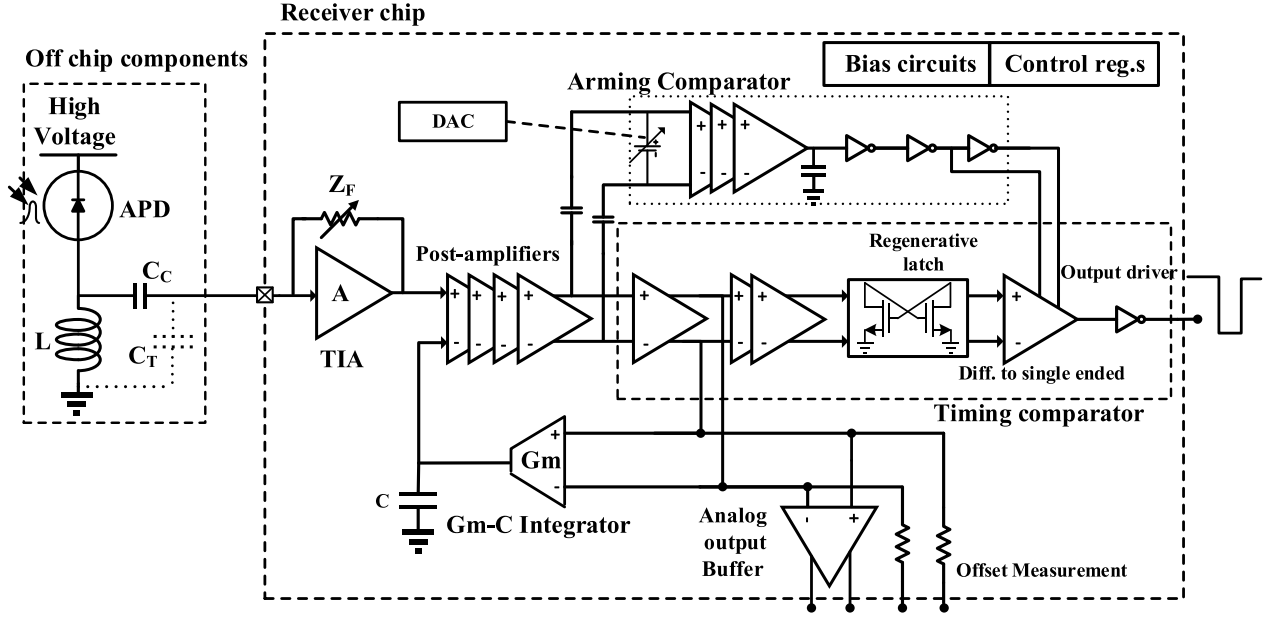 Receiver chip
Off chip components
High
Voltage
APD
C_C
L
C_T
Z_F
A
TIA
Post-amplifiers
+ + + +
- - - -
DAC
Arming Comparator
+ + +
- - -
Bias circuits
Control reg.s
Regenerative
latch
Output driver
+
-
+ +
- -
+
-
Diff. to single ended
Timing comparator
+
Gm
-
C
Gm-C Integrator
Analog
output
Buffer
- +
Offset Measurement